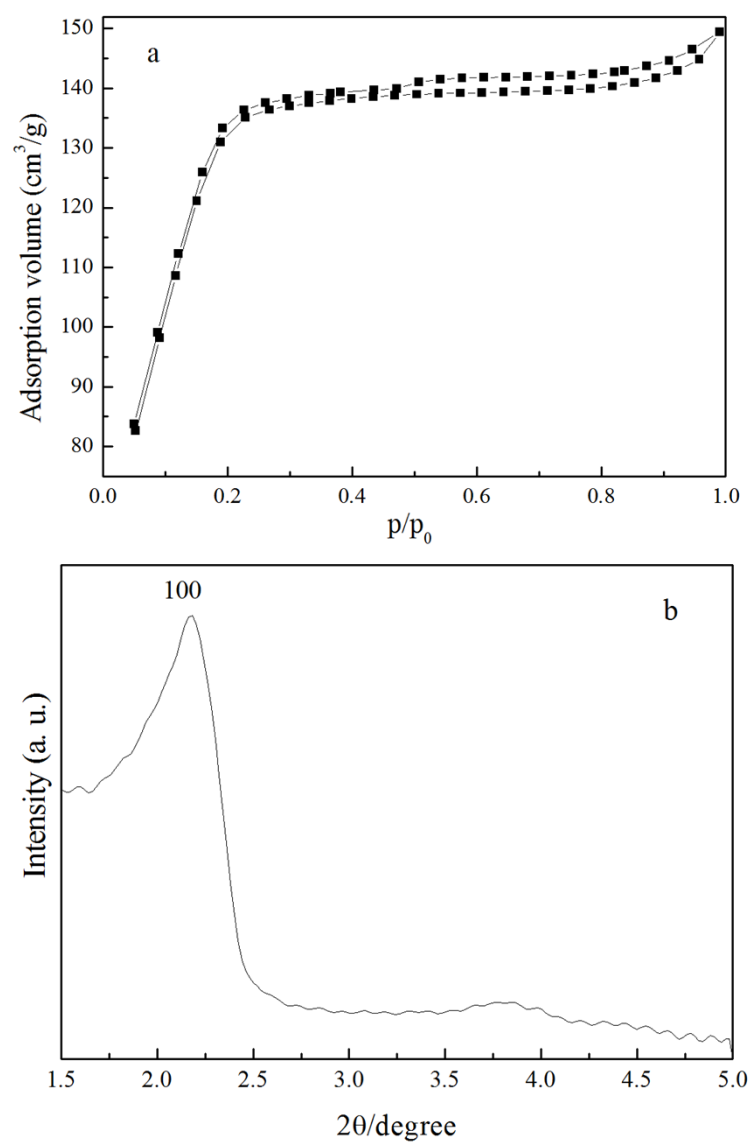 a
Adsorption volume (cm³/g)
150
140
130
120
110
100
90
80
0.0 0.2 0.4 0.6 0.8 1.0
p/p₀
100
b
Intensity (a. u.)
1.5 2.0 2.5 3.0 3.5 4.0 4.5 5.0
2θ/degree